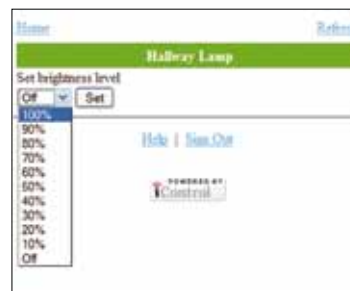 Home Refres
Hallway Lamp
Set brightness level
Off Set
100%
90%
80%
70%
60%
50%
40%
30%
20%
10%
Off
Help | Sign Out
POWERED BY
iControl